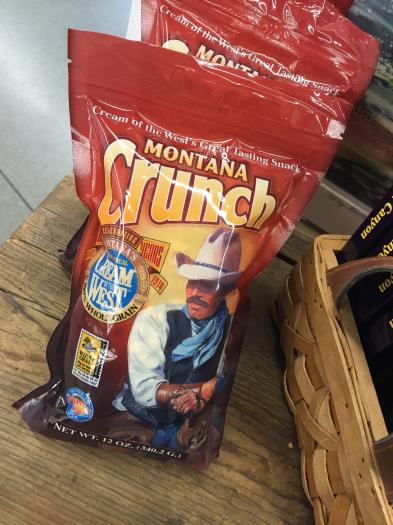 Cream of the West's Great Tasting Snack
MONTANA
Cream of the West's Great Tasting Snack
MONTANA
Crunch
CREAM
OF THE
WEST
WHOLE GRAIN
NET WT. 12 OZ. (340.2 G.)
Canyon